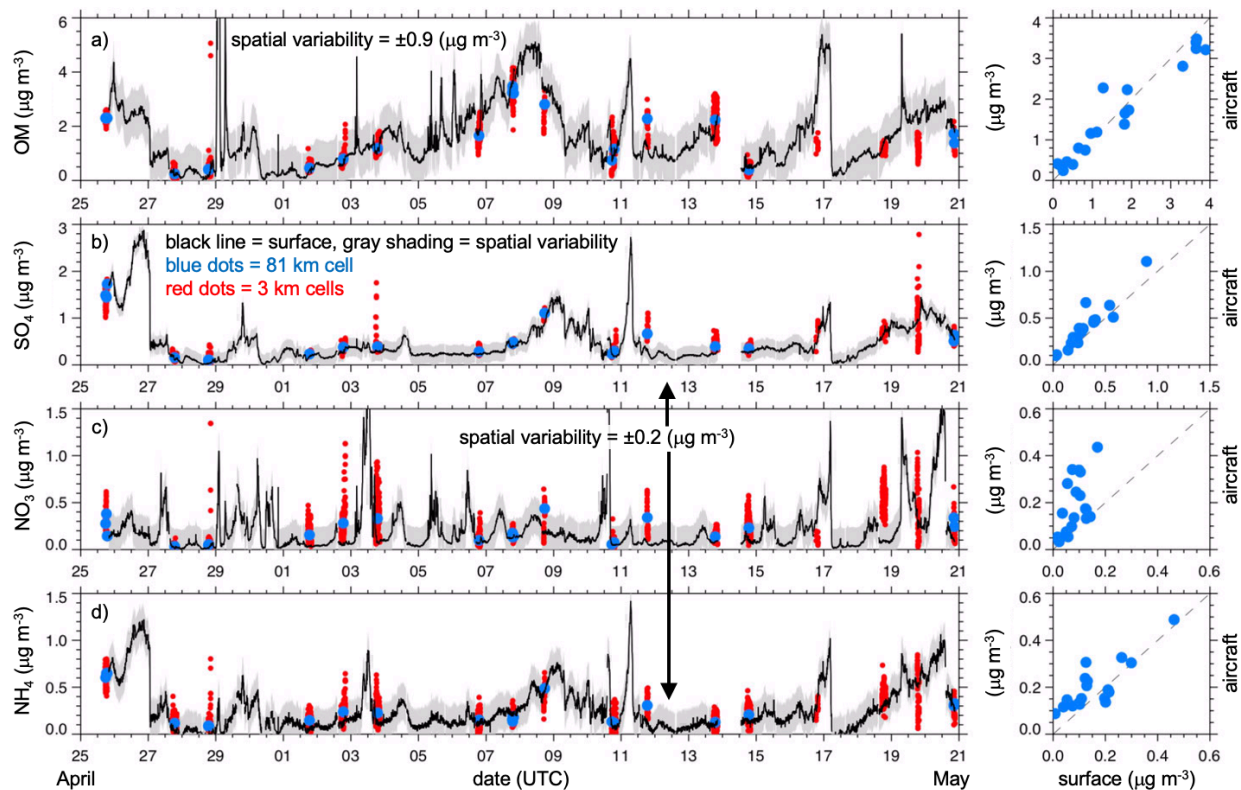 a)
spatial variability = ±0.9 (μg m-3)
OM (μg m-3)
6
4
2
0
25 27 29 01 03 05 07 09 11 13 15 17 19 21
4
3
2
1
0
(μg m-3)
aircraft
0 1 2 3 4
b)
black line = surface, gray shading = spatial variability
blue dots = 81 km cell
red dots = 3 km cells
SO4 (μg m-3)
3
2
1
0
25 27 29 01 03 05 07 09 11 13 15 17 19 21
1.5
1.0
0.5
0.0
(μg m-3)
aircraft
0.0 0.5 1.0 1.5
c)
spatial variability = ±0.2 (μg m-3)
NO3 (μg m-3)
1.5
1.0
0.5
0.0
25 27 29 01 03 05 07 09 11 13 15 17 19 21
0.6
0.4
0.2
0.0
(μg m-3)
aircraft
0.0 0.2 0.4 0.6
d)
NH4 (μg m-3)
1.5
1.0
0.5
0.0
25 27 29 01 03 05 07 09 11 13 15 17 19 21
April date (UTC) May
0.6
0.4
0.2
0.0
(μg m-3)
aircraft
0.0 0.2 0.4 0.6
surface (μg m-3)